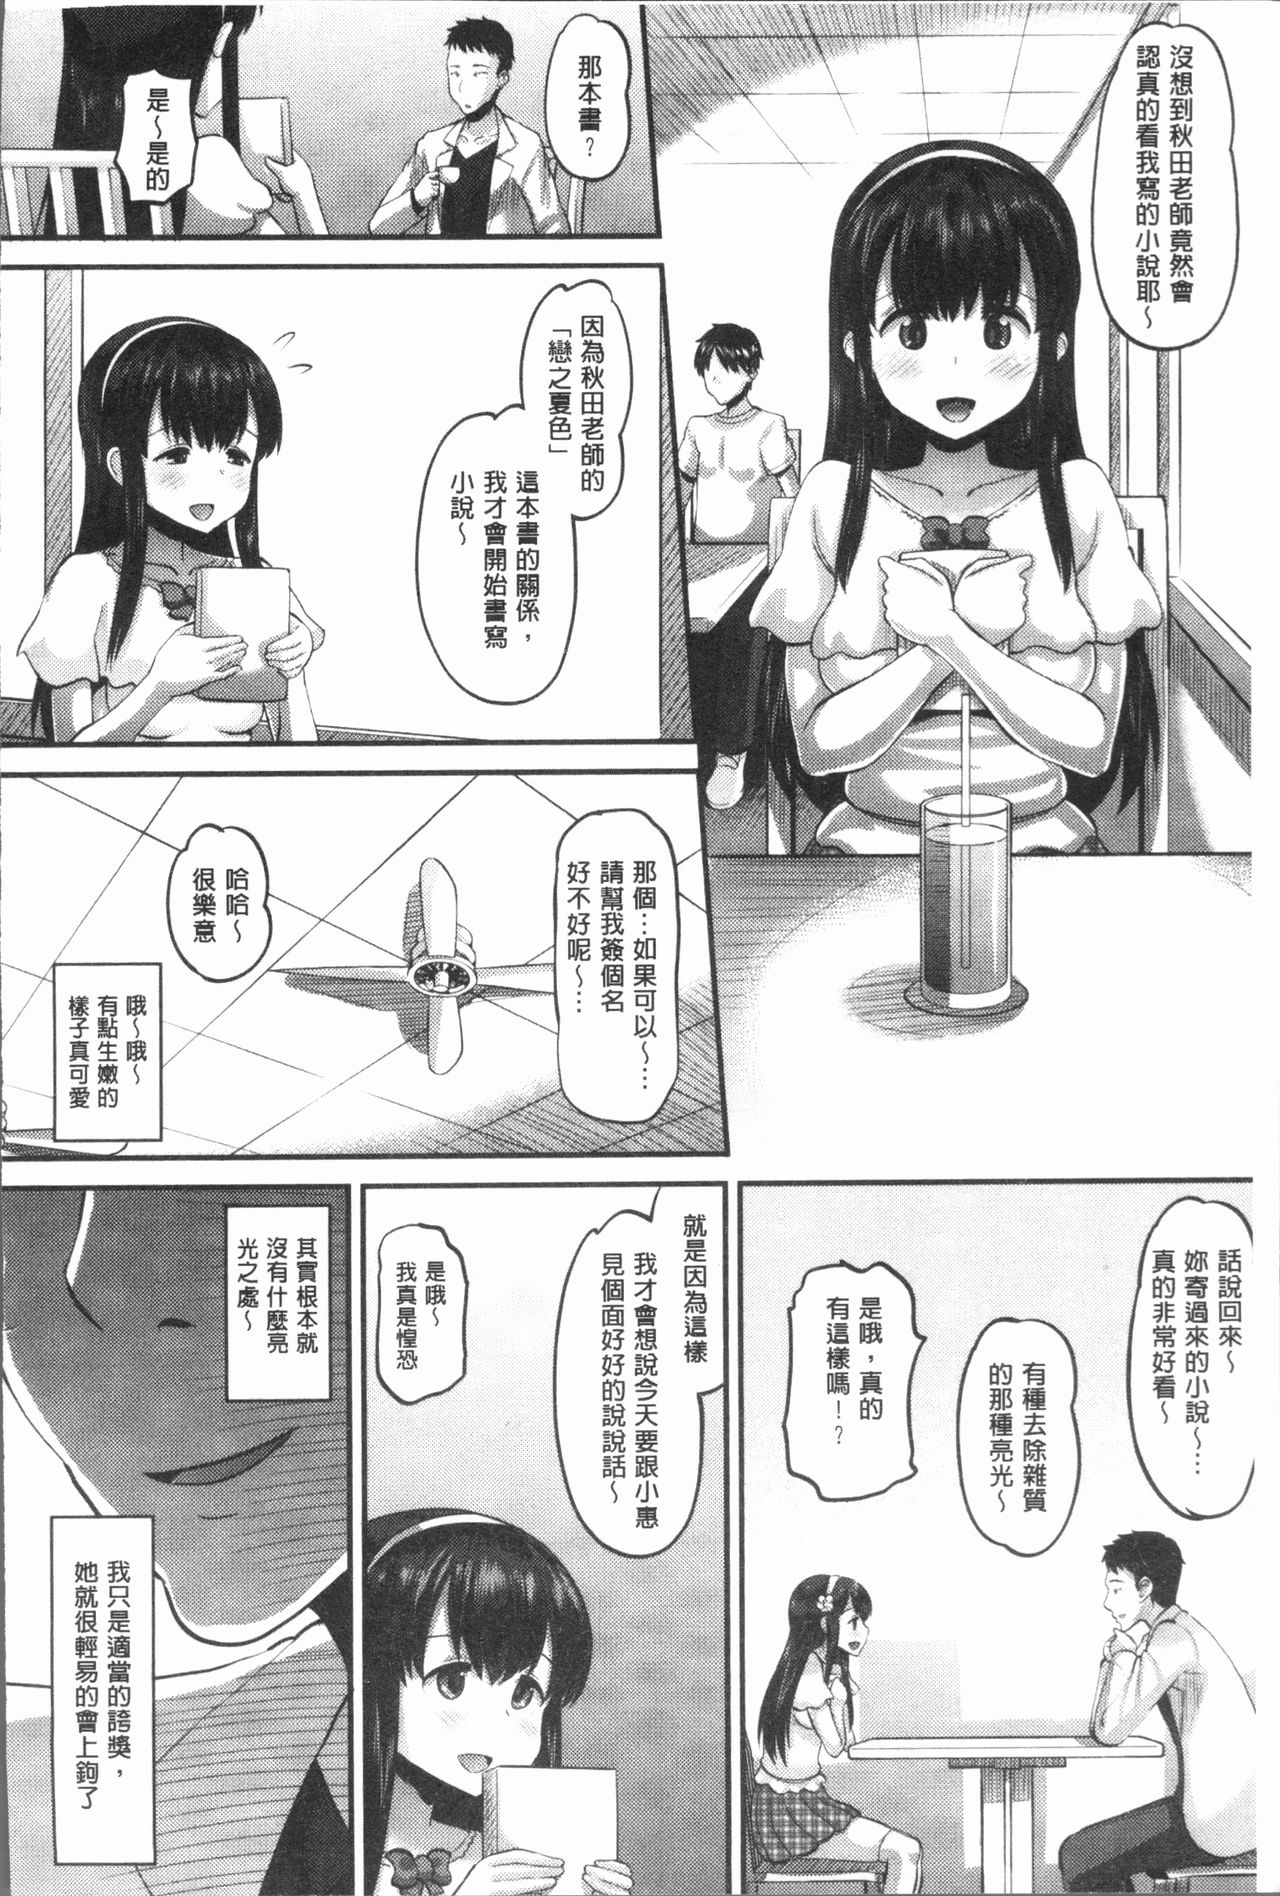 沒想到秋田老師竟然會
認真的看我寫的小說耶～
那本書？
是～是的
因為秋田老師的
「戀之夏色」
這本書的關係，
我才會開始書寫
小說～
那個…如果可以～…
請幫我簽個名
好不好呢～…
哈哈～
很樂意
哦～哦～
有點生嫩的
樣子真可愛
話說回來～
妳寄過來的小說～…
真的非常好看～
有種去除雜質
的那種亮光～
是哦，真的
有這樣嗎！？
就是因為這樣
我才會想說今天要跟小惠
見個面好好的說說話～
是哦～
我真是惶恐
其實根本就
沒有什麼亮
光之處～
我只是適當的誇獎，
她就很輕易的會上鉤了